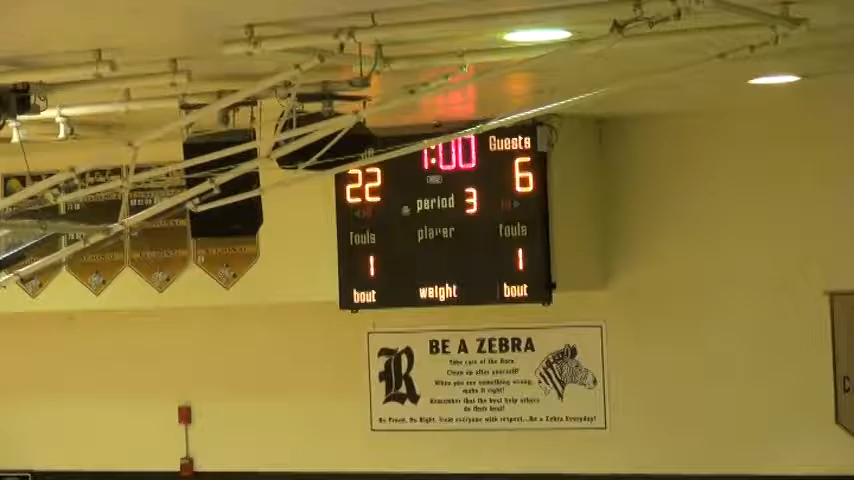 1:00
Guests
22
6
period 3
fouls
player
fouls
1
1
bout
weight
bout
R
BE A ZEBRA
Take care of the Barn.
Clean up after yourself!
When you see something wrong,
make it right!
Remember that the best help others
do their best!
Be Proud, Do Right, treat everyone with respect...Be a Zebra Everyday!